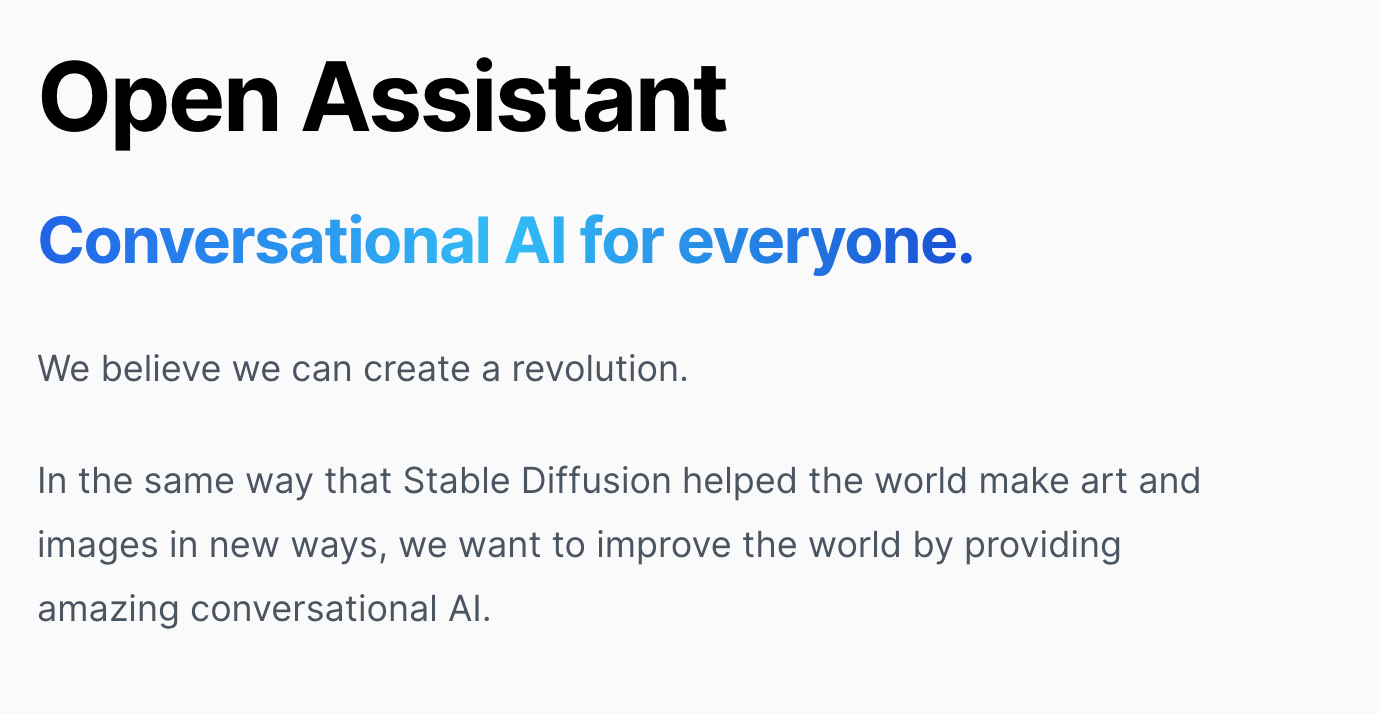 Open Assistant
Conversational AI for everyone.
We believe we can create a revolution.
In the same way that Stable Diffusion helped the world make art and
images in new ways, we want to improve the world by providing
amazing conversational AI.